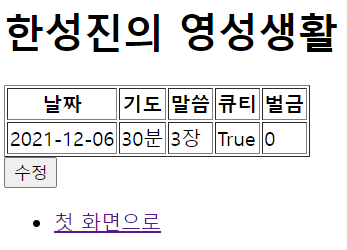 한성진의 영성생활
날짜 기도 말씀 큐티 벌금
2021-12-06 30분 3장 True 0
수정
첫 화면으로